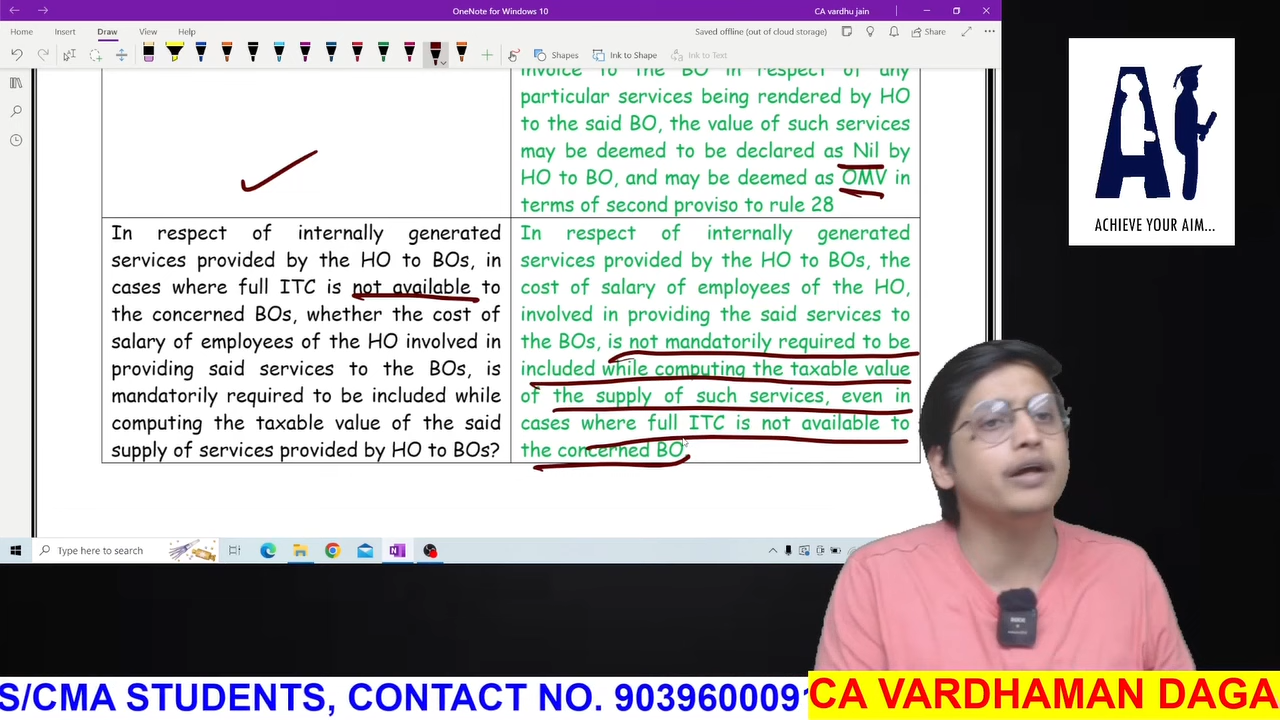 OneNote for Windows 10
CA vardhu jain
Home Insert Draw View Help
Saved offline (out of cloud storage)
Share
Shapes
Ink to Shape
Ink to Text
invoice to the BO in respect of any
particular services being rendered by HO
to the said BO, the value of such services
may be deemed to be declared as Nil by
HO to BO, and may be deemed as OMV in
terms of second proviso to rule 28
In respect of internally generated
services provided by the HO to BOs, in
cases where full ITC is not available to
the concerned BOs, whether the cost of
salary of employees of the HO involved in
providing said services to the BOs, is
mandatorily required to be included while
computing the taxable value of the said
supply of services provided by HO to BOs?
In respect of internally generated
services provided by the HO to BOs, the
cost of salary of employees of the HO,
involved in providing the said services to
the BOs, is not mandatorily required to be
included while computing the taxable value
of the supply of such services, even in
cases where full ITC is not available to
the concerned BO
Type here to search
ACHIEVE YOUR AIM...
S/CMA STUDENTS, CONTACT NO. 903960009
CA VARDHAMAN DAGA